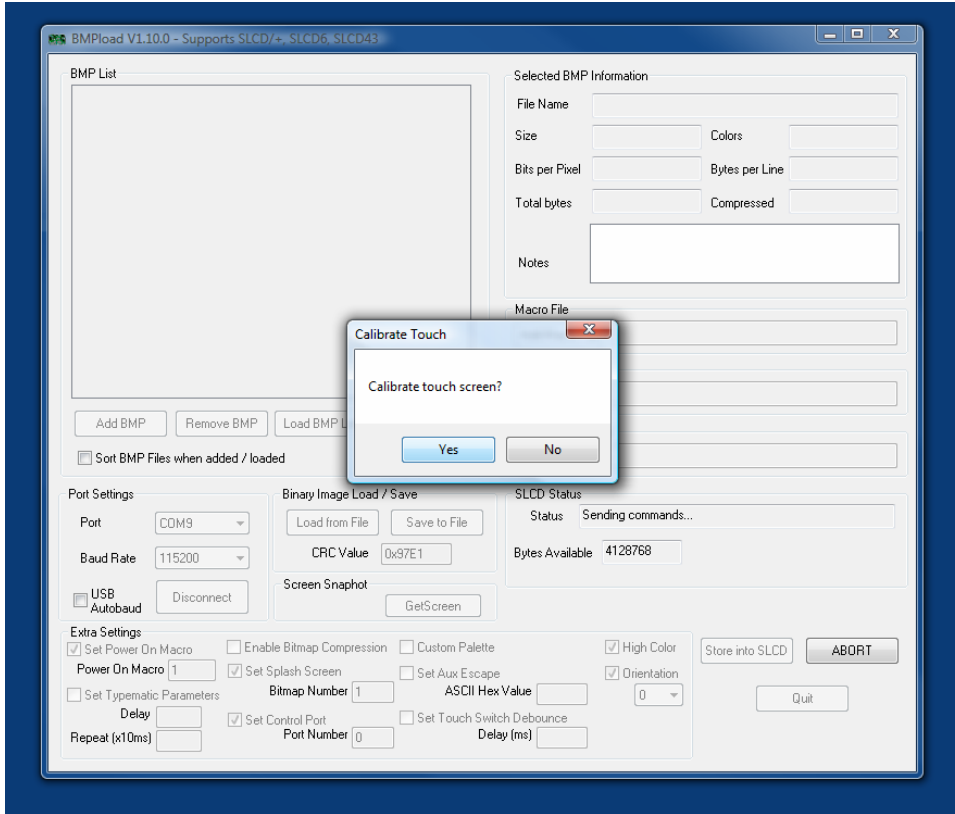 BMPload V1.10.0 - Supports SLCD/+, SLCD6, SLCD43
BMP List
Selected BMP Information
File Name
Size
Colors
Bits per Pixel
Bytes per Line
Total bytes
Compressed
Notes
Macro File
Calibrate Touch
Calibrate touch screen?
Yes
No
Add BMP
Remove BMP
Load BMP L
Sort BMP Files when added / loaded
Port Settings
Port
COM9
Baud Rate
115200
USB
Autobaud
Disconnect
Binary Image Load / Save
Load from File
Save to File
CRC Value
0x97E1
Screen Snaphot
GetScreen
SLCD Status
Status
Sending commands...
Bytes Available
4128768
Extra Settings
Set Power On Macro
Power On Macro
1
Set Typematic Parameters
Delay
Repeat (x10ms)
Enable Bitmap Compression
Set Splash Screen
Bitmap Number
1
Set Control Port
Port Number
0
Custom Palette
Set Aux Escape
ASCII Hex Value
Set Touch Switch Debounce
Delay (ms)
High Color
Orientation
0
Store into SLCD
ABORT
Quit